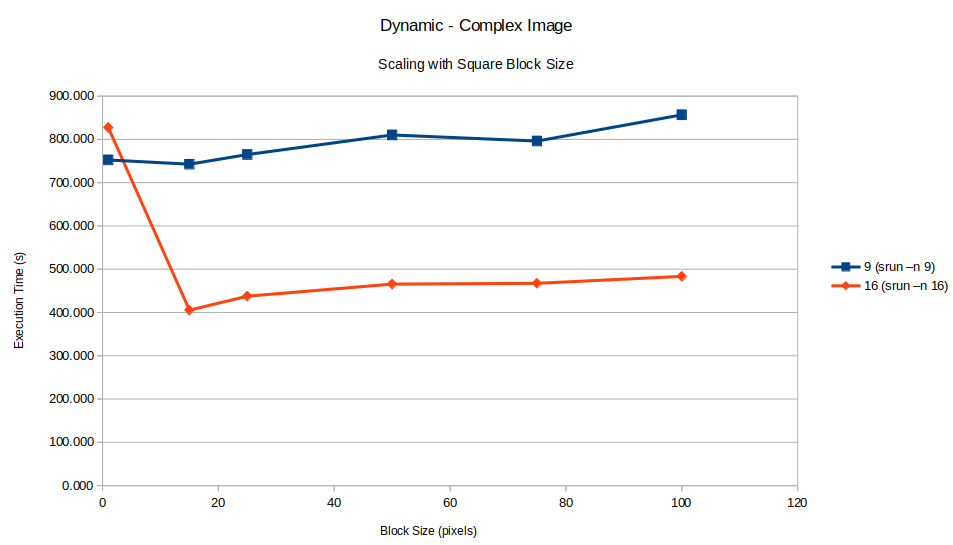 Dynamic - Complex Image
Scaling with Square Block Size
900.000
800.000
700.000
600.000
500.000
400.000
300.000
200.000
100.000
0.000
Execution Time (s)
0 20 40 60 80 100 120
Block Size (pixels)
9 (srun –n 9)
16 (srun –n 16)